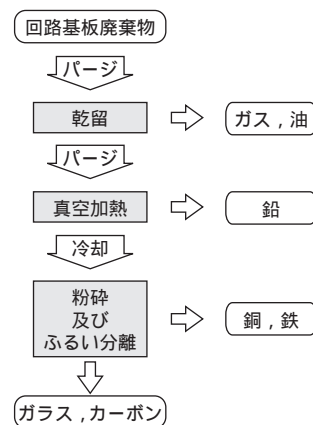 回路基板廃棄物
パージ
乾留
ガス , 油
パージ
真空加熱
鉛
冷却
粉砕
及び
ふるい分離
銅 , 鉄
ガラス , カーボン